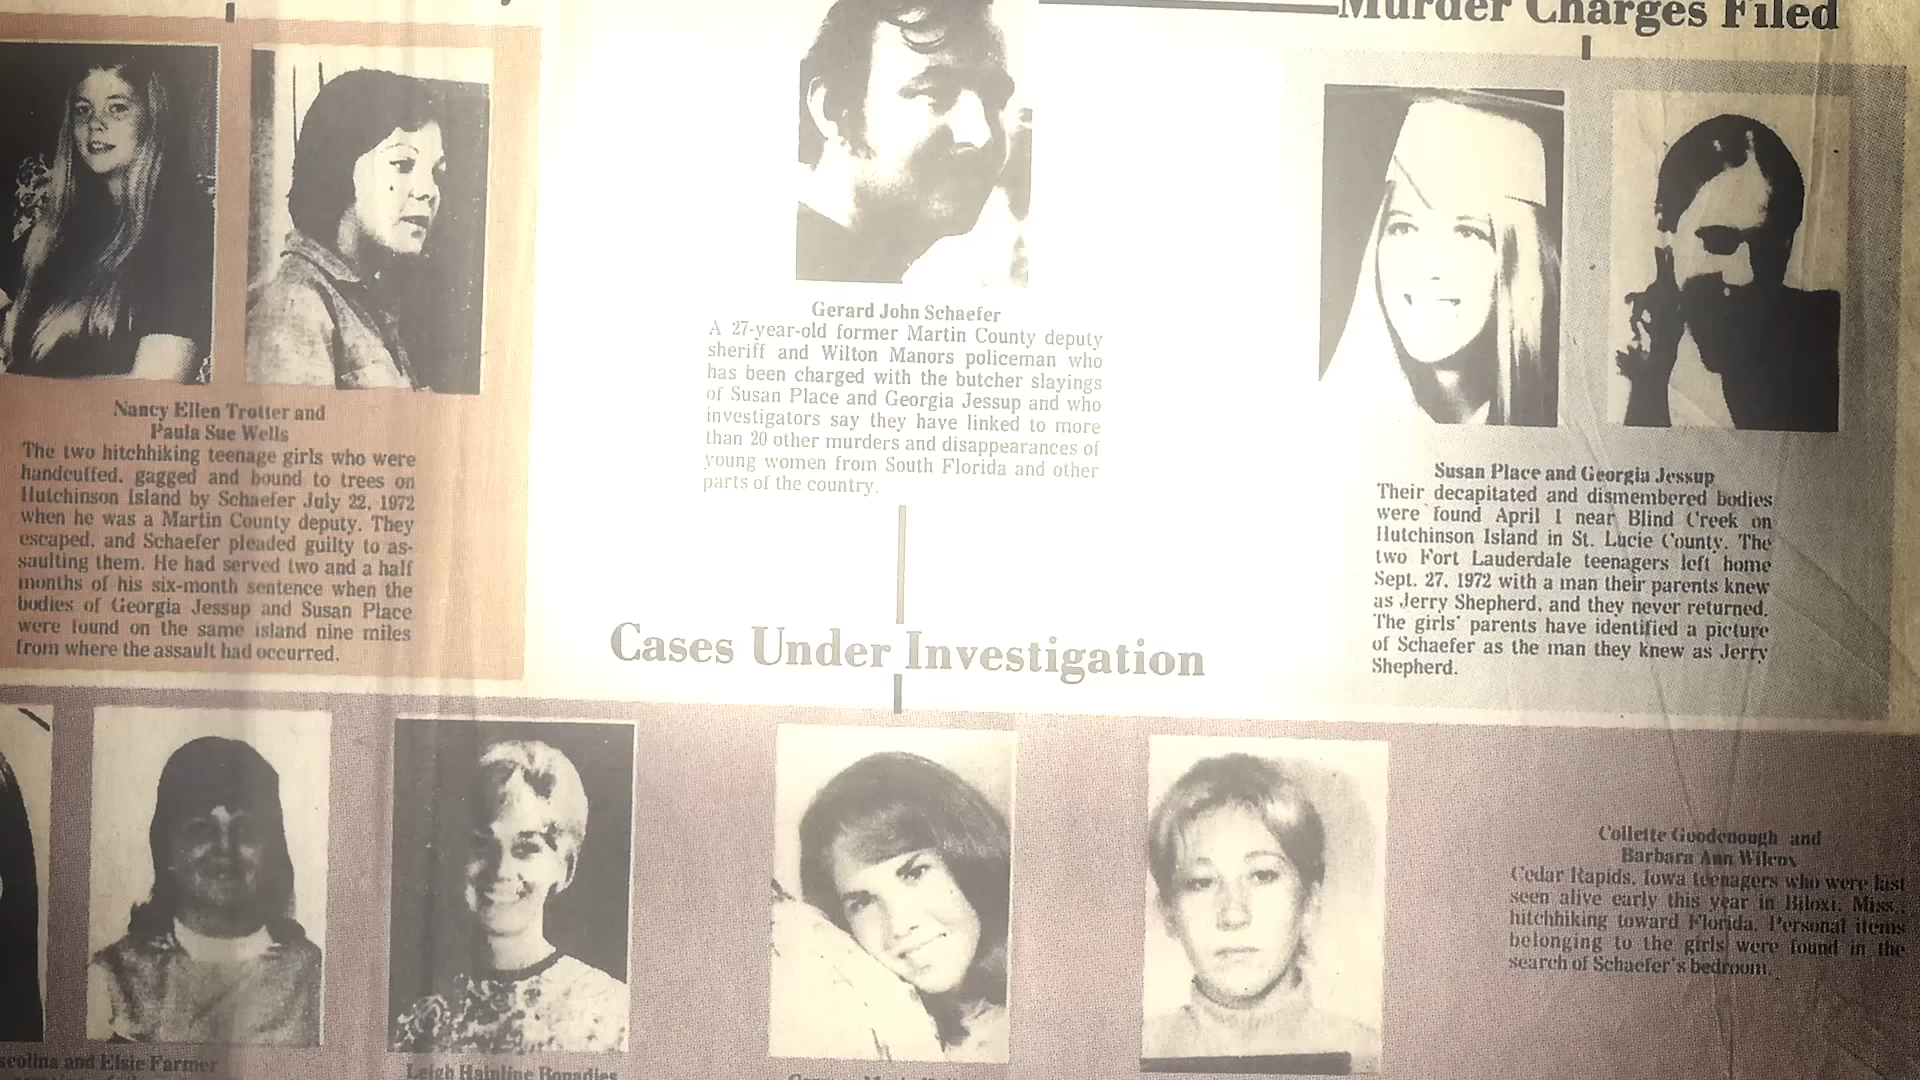 Murder Charges Filed
Gerard John Schaefer
A 27-year-old former Martin County deputy
sheriff and Wilton Manors policeman who
has been charged with the butcher slayings
of Susan Place and Georgia Jessup and who
investigators say they have linked to more
than 20 other murders and disappearances of
young women from South Florida and other
parts of the country.
Nancy Ellen Trotter and
Paula Sue Wells
The two hitchhiking teenage girls who were
handcuffed, gagged and bound to trees on
Hutchinson Island by Schaefer July 22, 1972
when he was a Martin County deputy. They
escaped, and Schaefer pleaded guilty to as-
saulting them. He had served two and a half
months of his six-month sentence when the
bodies of Georgia Jessup and Susan Place
were found on the same island nine miles
from where the assault had occurred.
Susan Place and Georgia Jessup
Their decapitated and dismembered bodies
were found April 1 near Blind Creek on
Hutchinson Island in St. Lucie County. The
two Fort Lauderdale teenagers left home
Sept. 27, 1972 with a man their parents knew
as Jerry Shepherd, and they never returned.
The girls' parents have identified a picture
of Schaefer as the man they knew as Jerry
Shepherd.
Cases Under Investigation
Collette Goodenough and
Barbara Ann Wilcox
Cedar Rapids, Iowa teenagers who were last
seen alive early this year in Biloxi, Miss.,
hitchhiking toward Florida. Personal items
belonging to the girls were found in the
search of Schaefer's bedroom.
scolina and Elsie Farmer
Leigh Hainline Bonadies